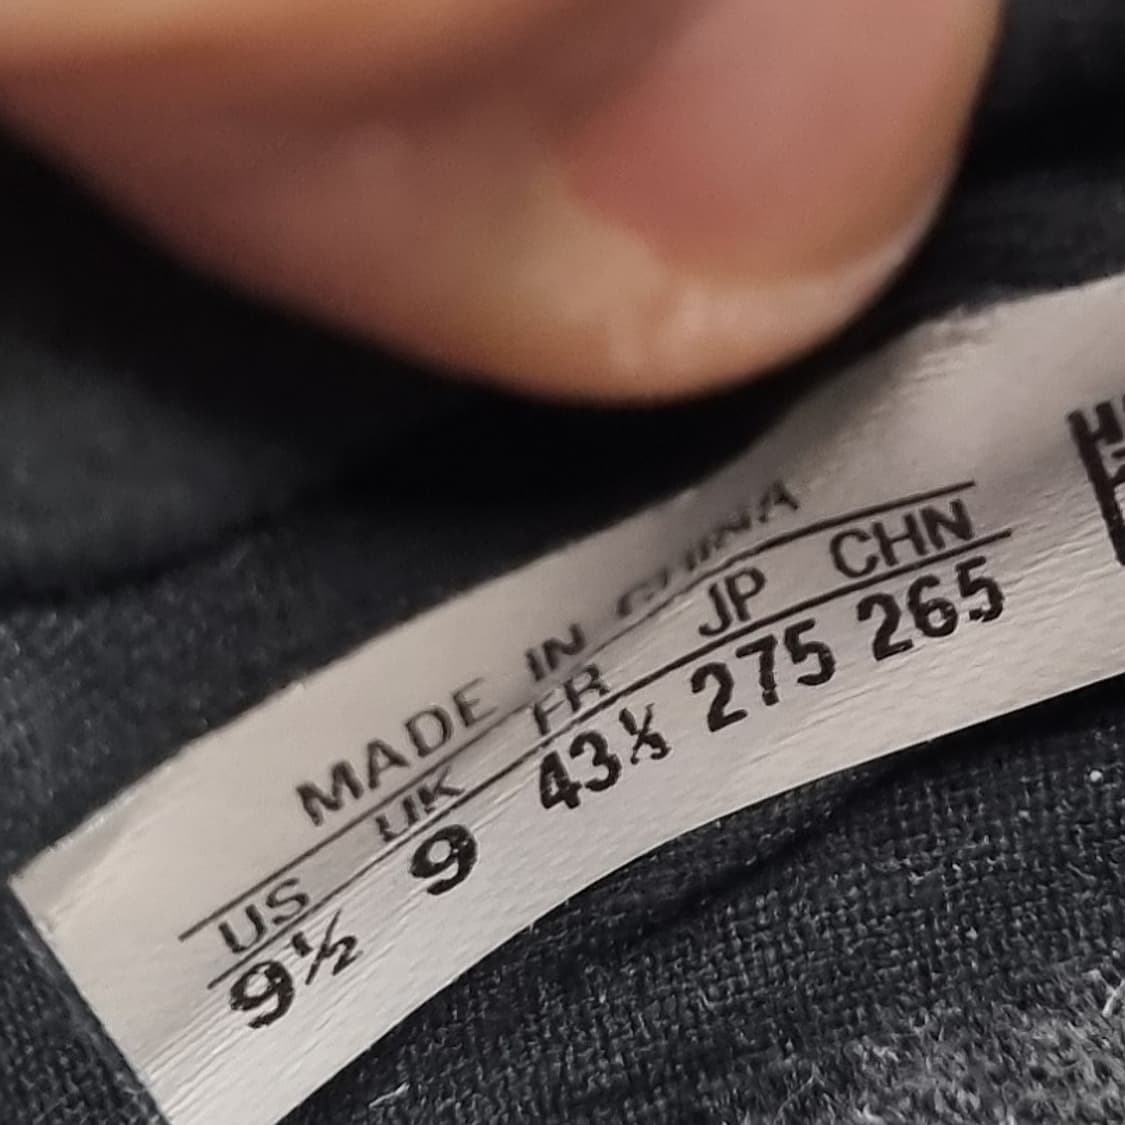 MADE IN CHINA
US UK FR JP CHN
9½ 9 43⅓ 275 265